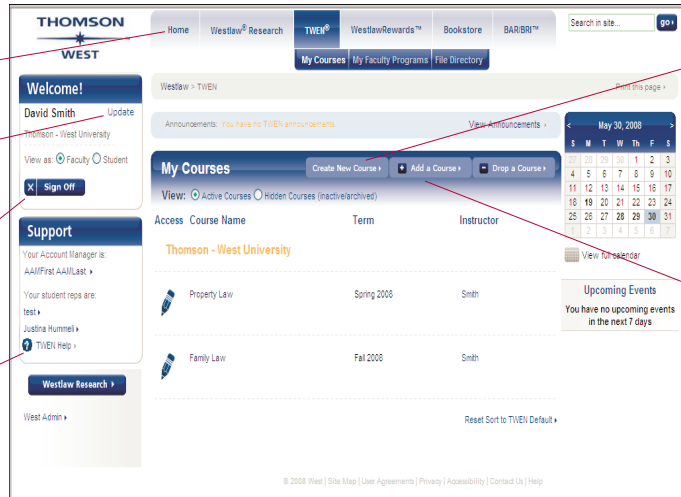 THOMSON
WEST
Home Westlaw® Research TWEN® WestlawRewards™ Bookstore BAR/BRI™
My Courses My Faculty Programs File Directory
Search in site... go
Welcome!
David Smith Update
Thomson - West University
View as: Faculty Student
X Sign Off
Support
Your Account Manager is:
AAMFirst AAMLast
Your student reps are:
test
Justina Hummeli
? TWEN Help
Westlaw Research
West Admin
Westlaw > TWEN Print this page
Announcements: You have no TWEN announcements. View Announcements
My Courses Create New Course + Add a Course - Drop a Course
View: Active Courses Hidden Courses (inactive/archived)
Access Course Name Term Instructor
Thomson - West University
Property Law Spring 2008 Smith
Family Law Fall 2008 Smith
Reset Sort to TWEN Default
< May 30, 2008 >
S M T W Th F S
27 28 29 30 1 2 3
4 5 6 7 8 9 10
11 12 13 14 15 16 17
18 19 20 21 22 23 24
25 26 27 28 29 30 31
1 2 3 4 5 6 7
View full calendar
Upcoming Events
You have no upcoming events
in the next 7 days
© 2008 West | Site Map | User Agreements | Privacy | Accessibility | Contact Us | Help